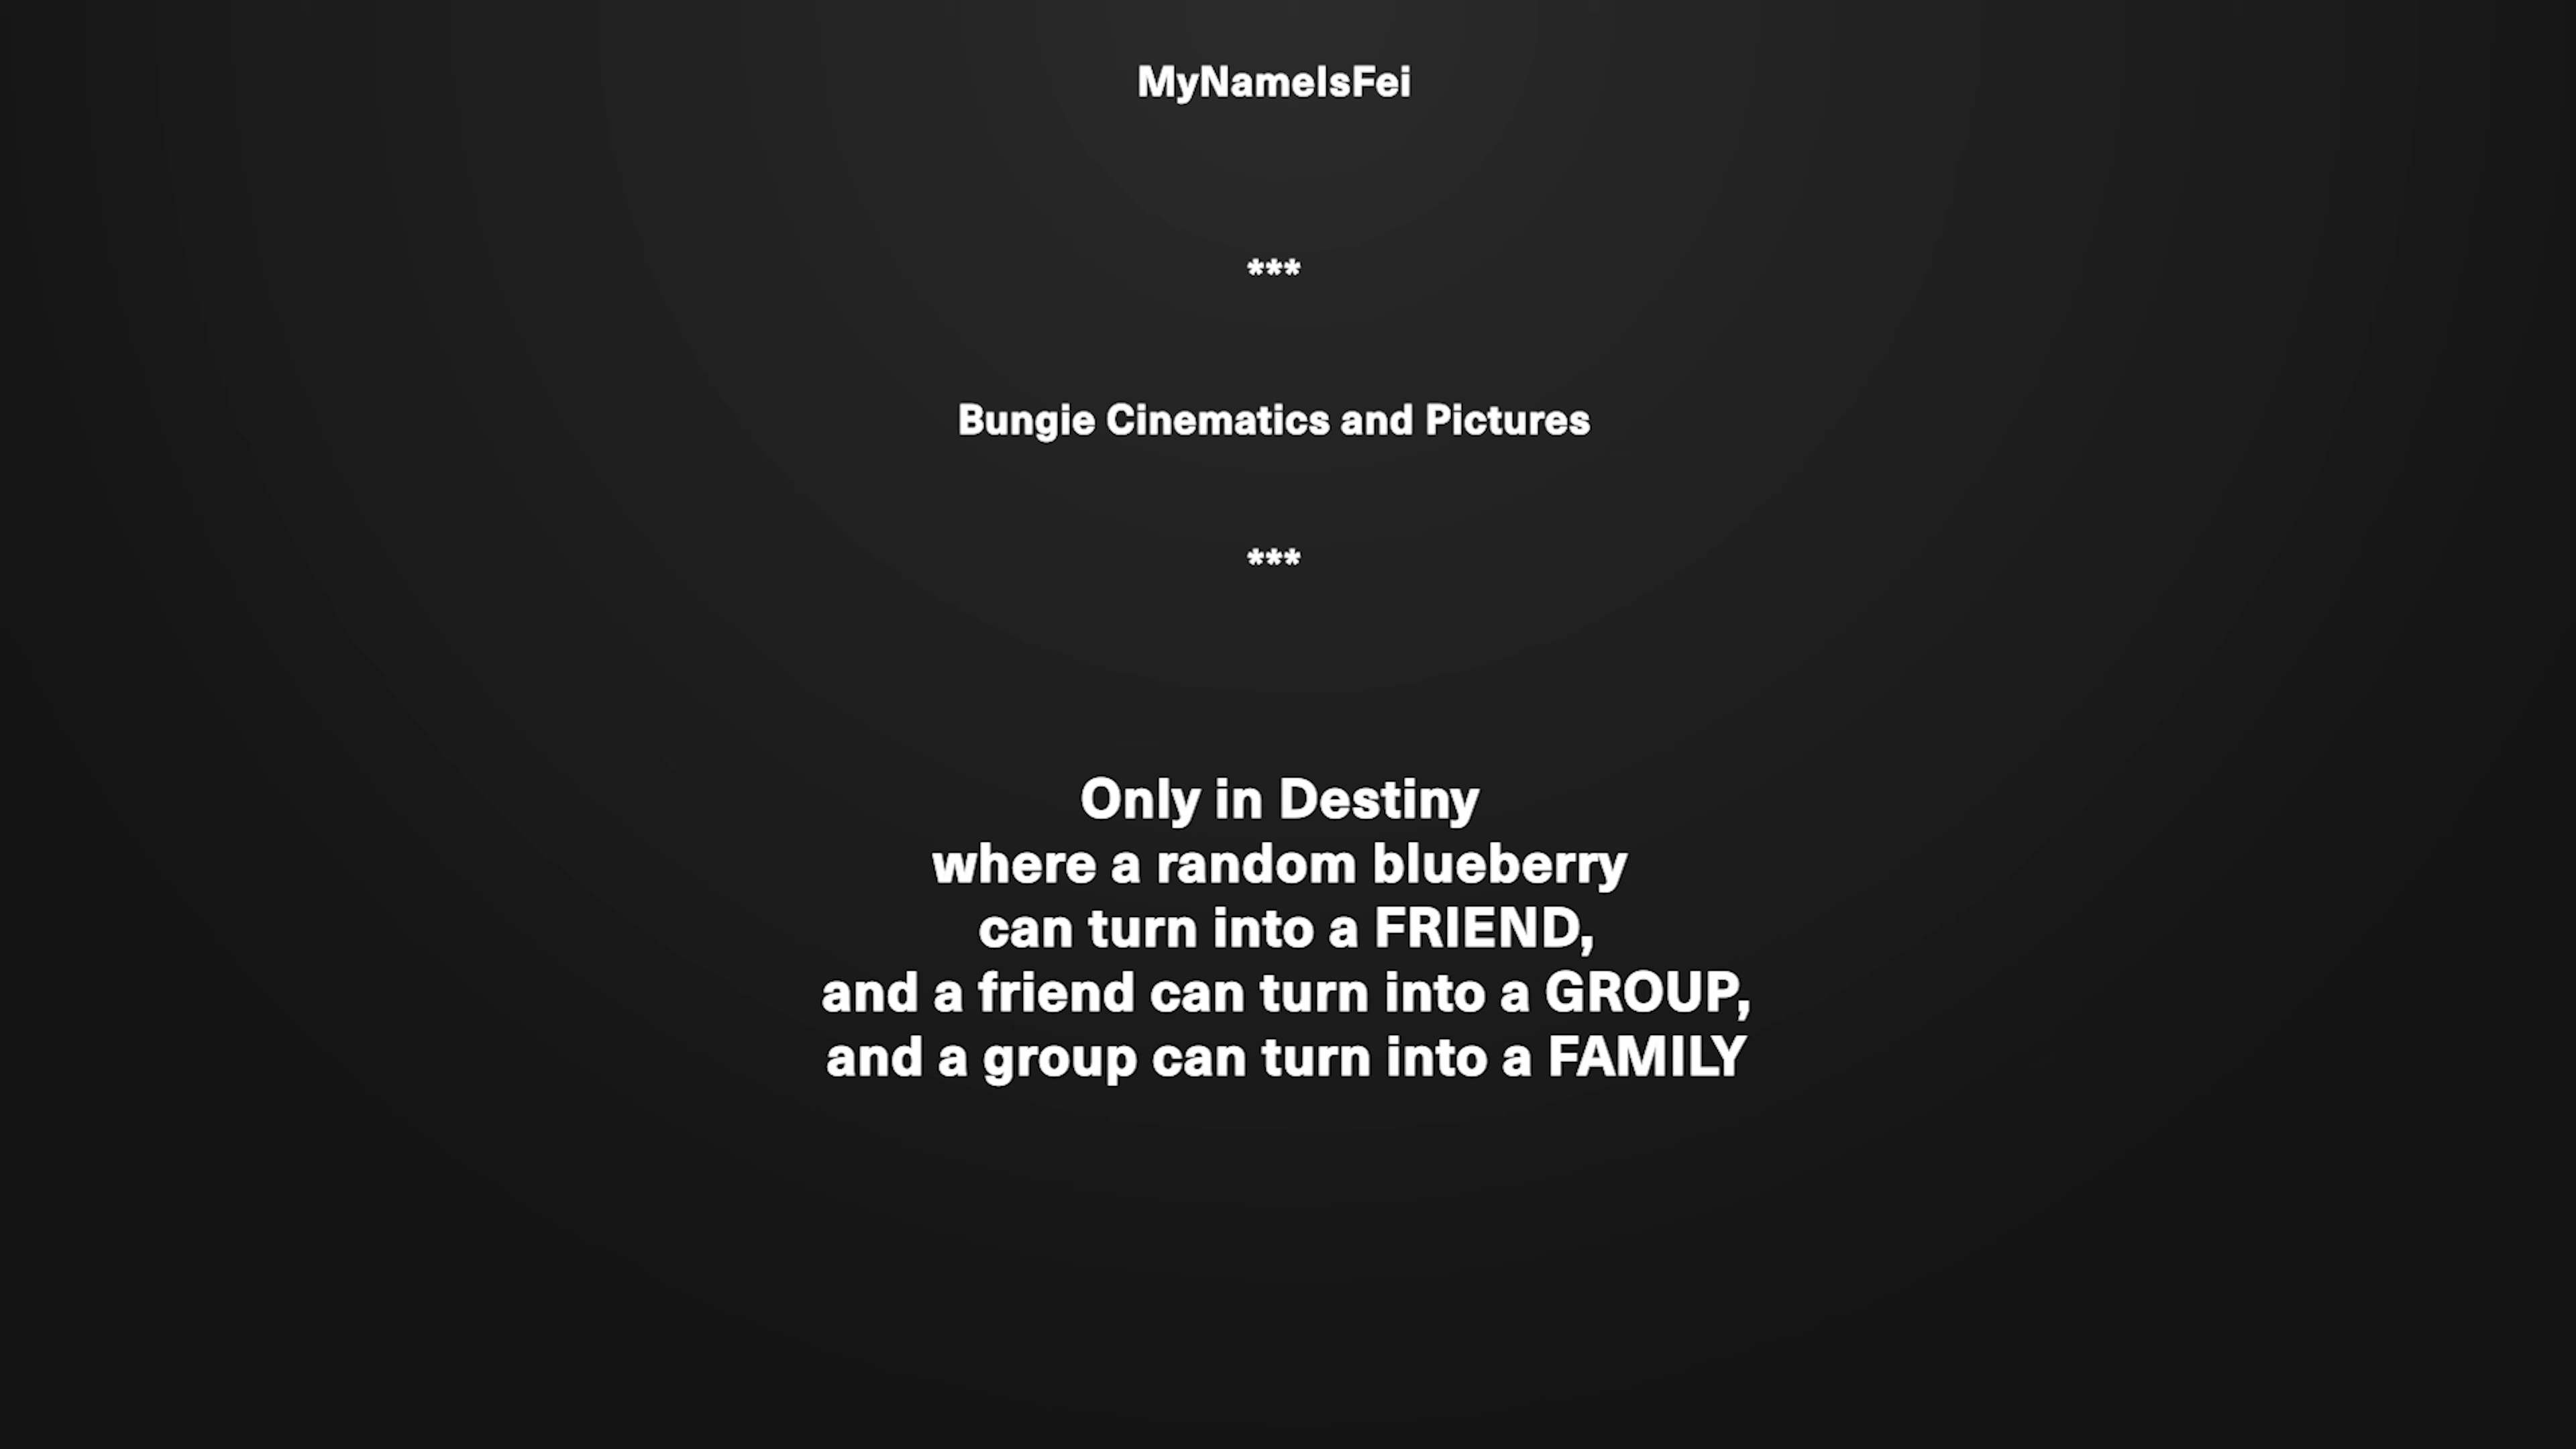 MyNameIsFei
***
Bungie Cinematics and Pictures
***
Only in Destiny
where a random blueberry
can turn into a FRIEND,
and a friend can turn into a GROUP,
and a group can turn into a FAMILY